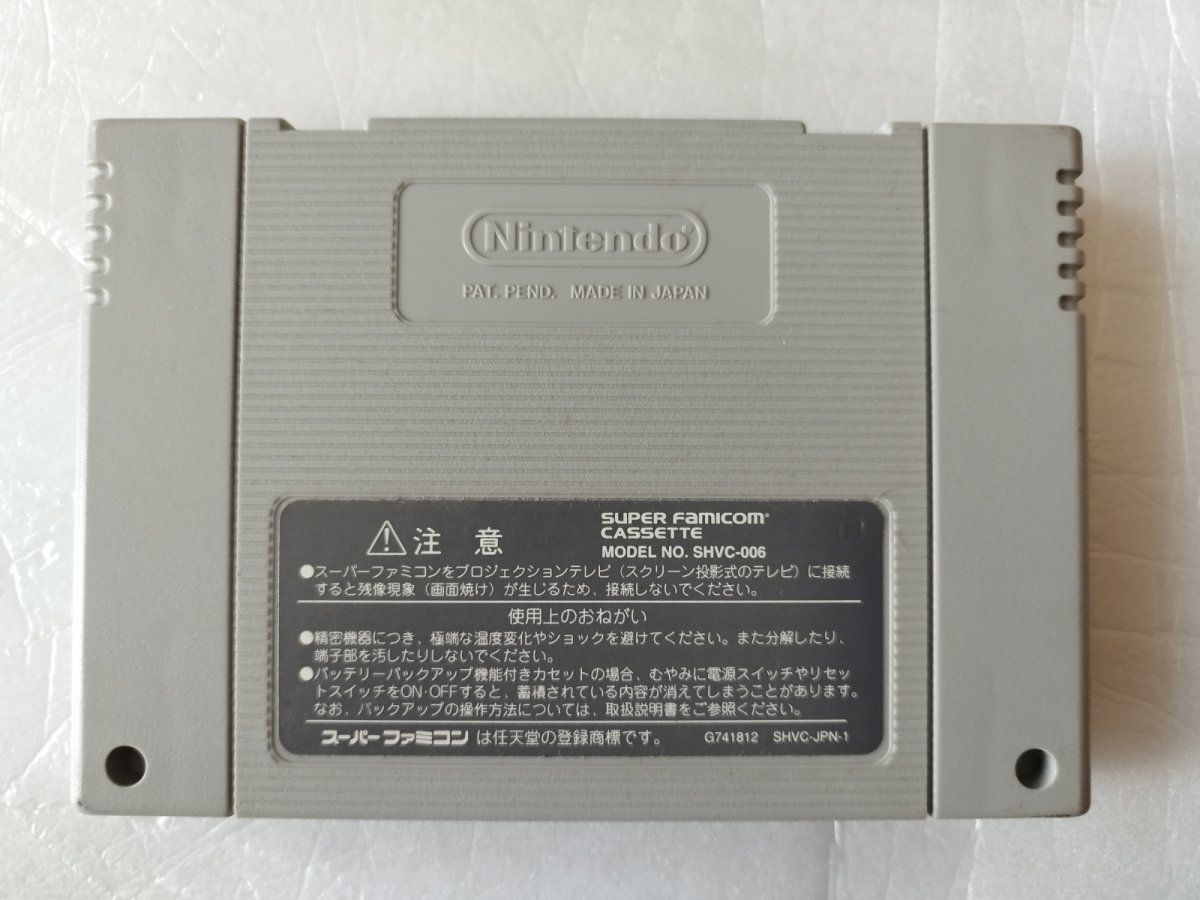 Nintendo®
PAT. PEND. MADE IN JAPAN
⚠注 意
SUPER FAMICOM®
CASSETTE
MODEL NO. SHVC-006
●スーパーファミコンをプロジェクションテレビ(スクリーン投影式のテレビ)に接続
すると残像現象(画面焼け)が生じるため、接続しないでください。
使用上のおねがい
●精密機器につき、極端な温度変化やショックを避けてください。また分解したり、
端子部を汚したりしないでください。
●バッテリーバックアップ機能付きカセットの場合、むやみに電源スイッチやリセッ
トスイッチをON・OFFすると、蓄積されている内容が消えてしまうことがあります。
なお、バックアップの操作方法については、取扱説明書をご参照ください。
スーパーファミコン は任天堂の登録商標です。 G741812 SHVC-JPN-1